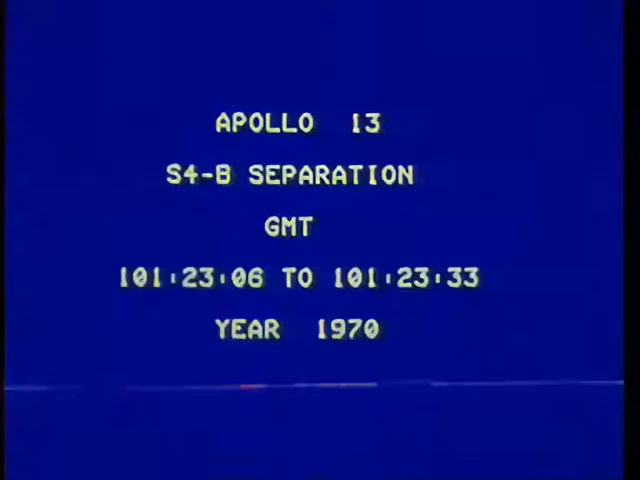 APOLLO 13
S4-B SEPARATION
GMT
101:23:06 TO 101:23:33
YEAR 1970